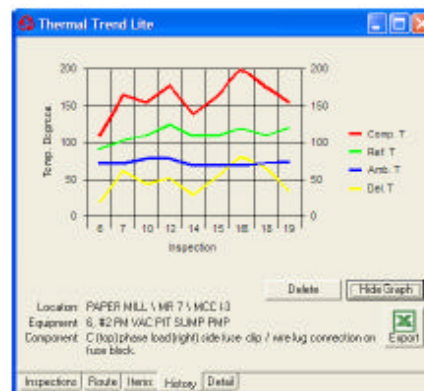 Thermal Trend Lite
200 200
150 150
100 100
50 50
0 0
Temp. Degrees
6 7 10 12 14 15 16 18 19
Inspection
Comp. T
Ref. T
Amb. T
Del. T
Delete Hide Graph
Location PAPER MILL \ MR 7 \ MCC 13
Equipment 6, #2 PM VAC PIT SUMP PMP
Component C (top) phase load (right) side fuse clip / wire lug connection on
fuse block.
Export
Inspections Route Items History Detail